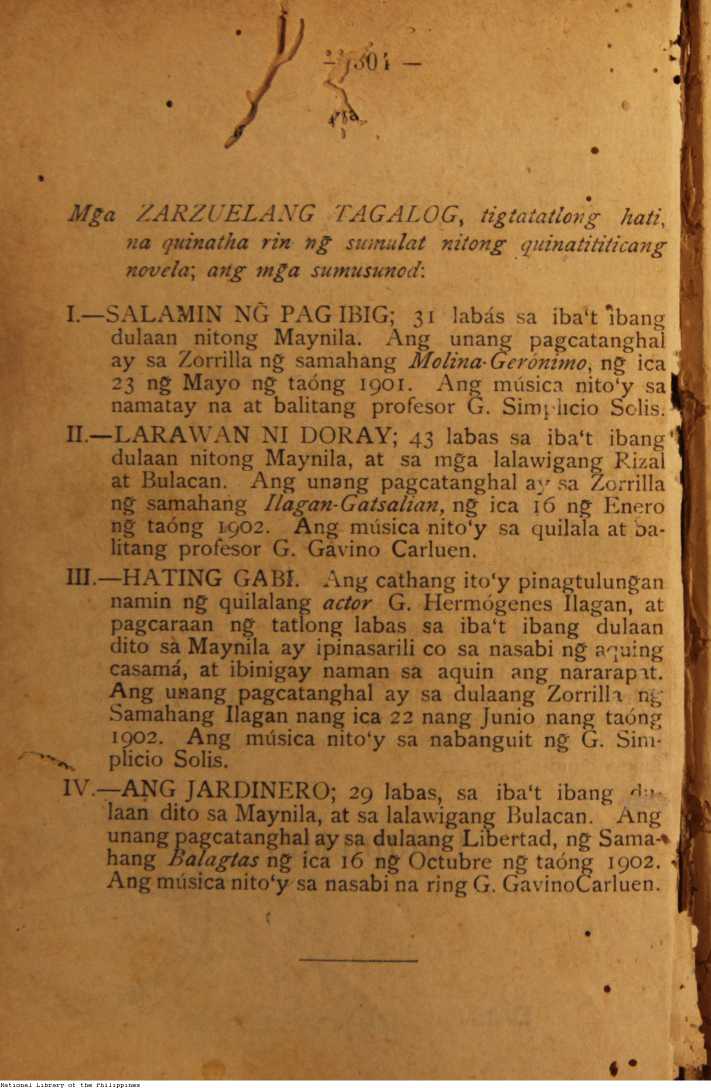 304 —
Mga ZARZUELANG TAGALOG, tigtatatlong hati,
na quinatha rin ng̃ sumulat nitong quinatititicang
novela; ang mga sumusunod:
I.—SALAMIN NG̃ PAG IBIG; 31 labás sa iba‘t ibang
dulaan nitong Maynila. Ang unang pagcatanghal
ay sa Zorrilla ng̃ samahang Molina-Gerónimo, ng̃ ica
23 ng̃ Mayo ng̃ taóng 1901. Ang música nito‘y sa
namatay na at balitang profesor G. Simplicio Solis.
II.—LARAWAN NI DORAY; 43 labas sa iba‘t ibang
dulaan nitong Maynila, at sa mg̃a lalawigang Rizal
at Bulacan. Ang unang pagcatanghal ay sa Zorrilla
ng̃ samahang Ilagan-Gatsalian, ng̃ ica 16 ng̃ Enero
ng̃ taóng 1902. Ang música nito‘y sa quilala at ba-
litang profesor G. Gavino Carluen.
III.—HATING GABI. Ang cathang ito‘y pinagtulung̃an
namin ng̃ quilalang actor G. Hermógenes Ilagan, at
pagcaraan ng̃ tatlong labas sa iba‘t ibang dulaan
dito sa Maynila ay ipinasarili co sa nasabi ng̃ aquing
casamá, at ibinigay naman sa aquin ang nararapat.
Ang unang pagcatanghal ay sa dulaang Zorrilla ng̃
Samahang Ilagan nang ica 22 nang Junio nang taóng
1902. Ang música nito‘y sa nabanguit ng̃ G. Sim-
plicio Solis.
IV.—ANG JARDINERO; 29 labas, sa iba‘t ibang du-
laan dito sa Maynila, at sa lalawigang Bulacan. Ang
unang pagcatanghal ay sa dulaang Libertad, ng̃ Sama-
hang Balagtas ng̃ ica 16 ng̃ Octubre ng̃ taóng 1902.
Ang música nito‘y sa nasabi na ring G. GavinoCarluen.
National Library of the Philippines